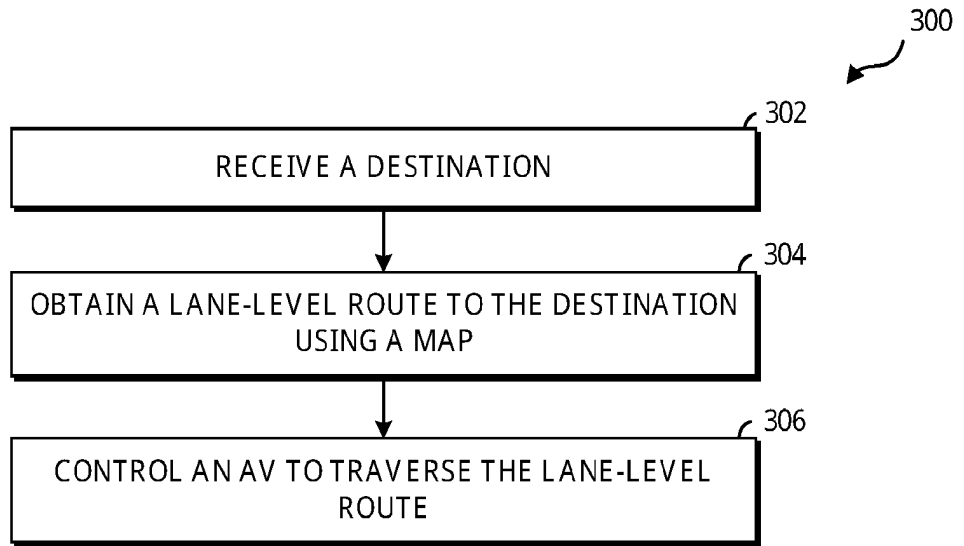 300
302
RECEIVE A DESTINATION
304
OBTAIN A LANE-LEVEL ROUTE TO THE DESTINATION
USING A MAP
306
CONTROL AN AV TO TRAVERSE THE LANE-LEVEL
ROUTE